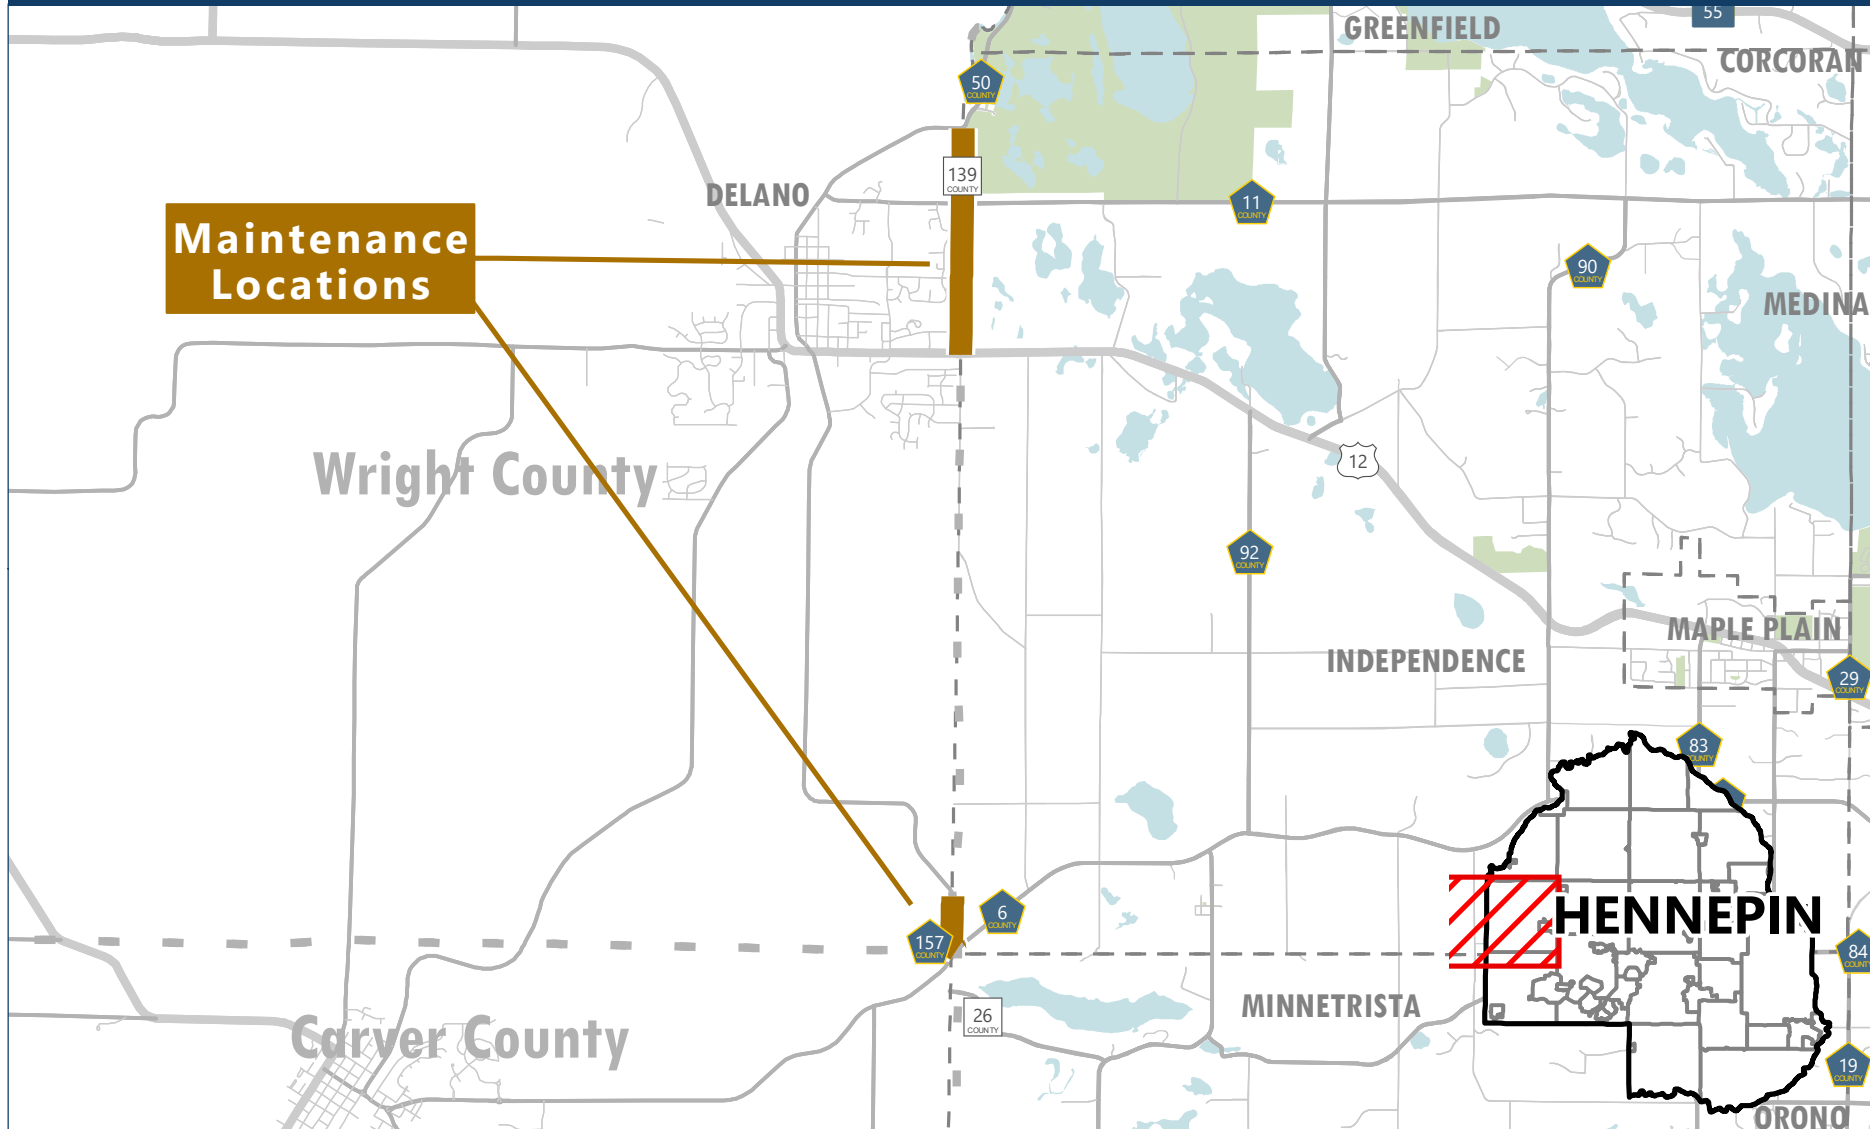 55
GREENFIELD
CORCORAN
50
COUNTY
139
COUNTY
DELANO
11
COUNTY
Maintenance
Locations
90
COUNTY
MEDINA
Wright County
12
92
COUNTY
MAPLE PLAIN
INDEPENDENCE
29
COUNTY
83
COUNTY
6
COUNTY
HENNEPIN
157
COUNTY
84
COUNTY
26
COUNTY
MINNETRISTA
Carver County
19
COUNTY
ORONO